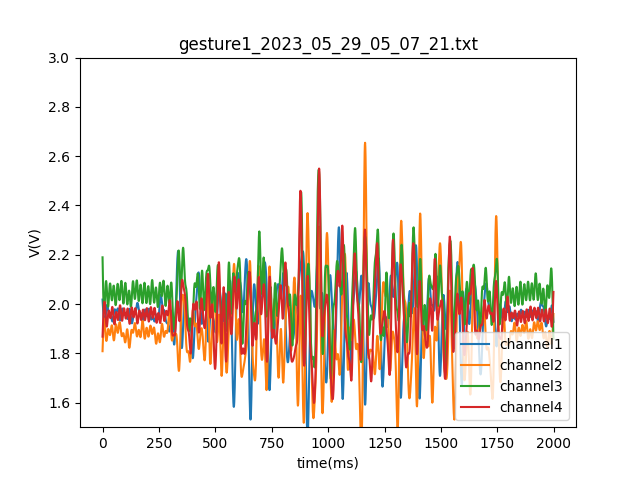 gesture1_2023_05_29_05_07_21.txt
3.0
2.8
2.6
2.4
2.2
2.0
1.8
1.6
V(V)
channel1
channel2
channel3
channel4
0 250 500 750 1000 1250 1500 1750 2000
time(ms)